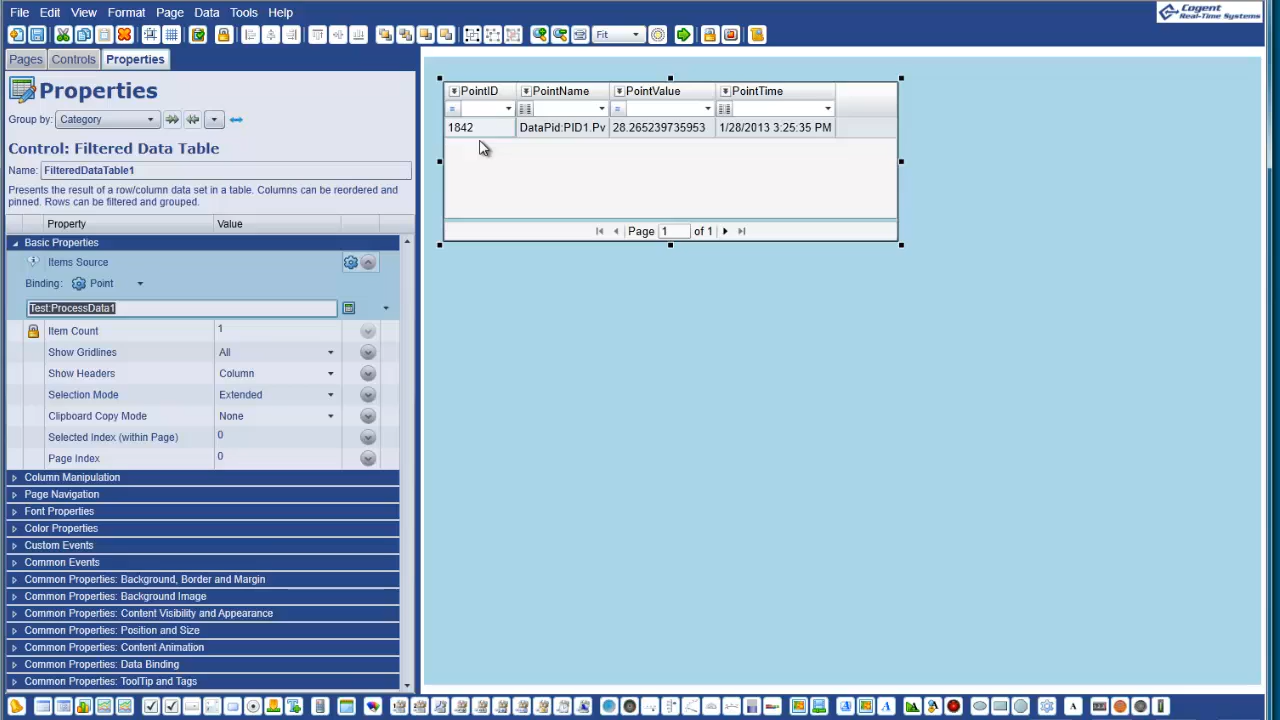 File Edit View Format Page Data Tools Help
Cogent
Real-Time Systems
Fit
Pages Controls Properties
Properties
Group by: Category
Control: Filtered Data Table
Name: FilteredDataTable1
Presents the result of a row/column data set in a table. Columns can be reordered and
pinned. Rows can be filtered and grouped.
Property Value
Basic Properties
Items Source
Binding: Point
Test:ProcessData1
Item Count 1
Show Gridlines All
Show Headers Column
Selection Mode Extended
Clipboard Copy Mode None
Selected Index (within Page) 0
Page Index 0
Column Manipulation
Page Navigation
Font Properties
Color Properties
Custom Events
Common Events
Common Properties: Background, Border and Margin
Common Properties: Background Image
Common Properties: Content Visibility and Appearance
Common Properties: Position and Size
Common Properties: Content Animation
Common Properties: Data Binding
Common Properties: ToolTip and Tags
PointID PointName PointValue PointTime
=  =
1842 DataPid:PID1.Pv 28.265239735953 1/28/2013 3:25:35 PM
Page 1 of 1